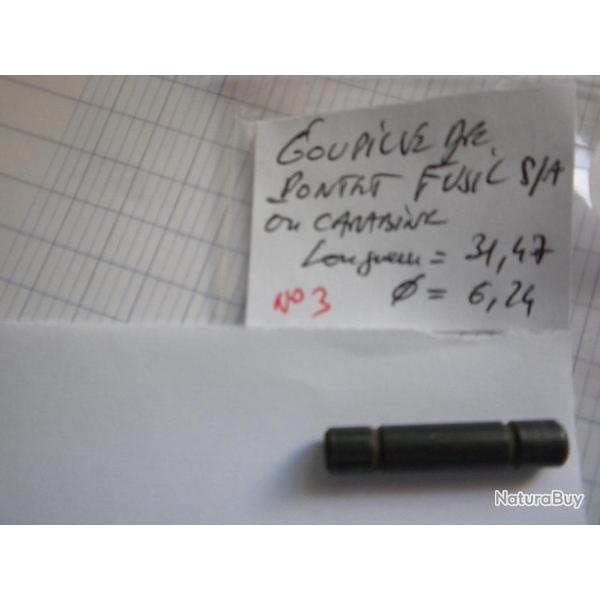 GOUPILLE DE
PONTET FUSIL S/A
ou CARABINE
Longueur = 31,47
N° 3 Ø = 6,24
NaturaBuy